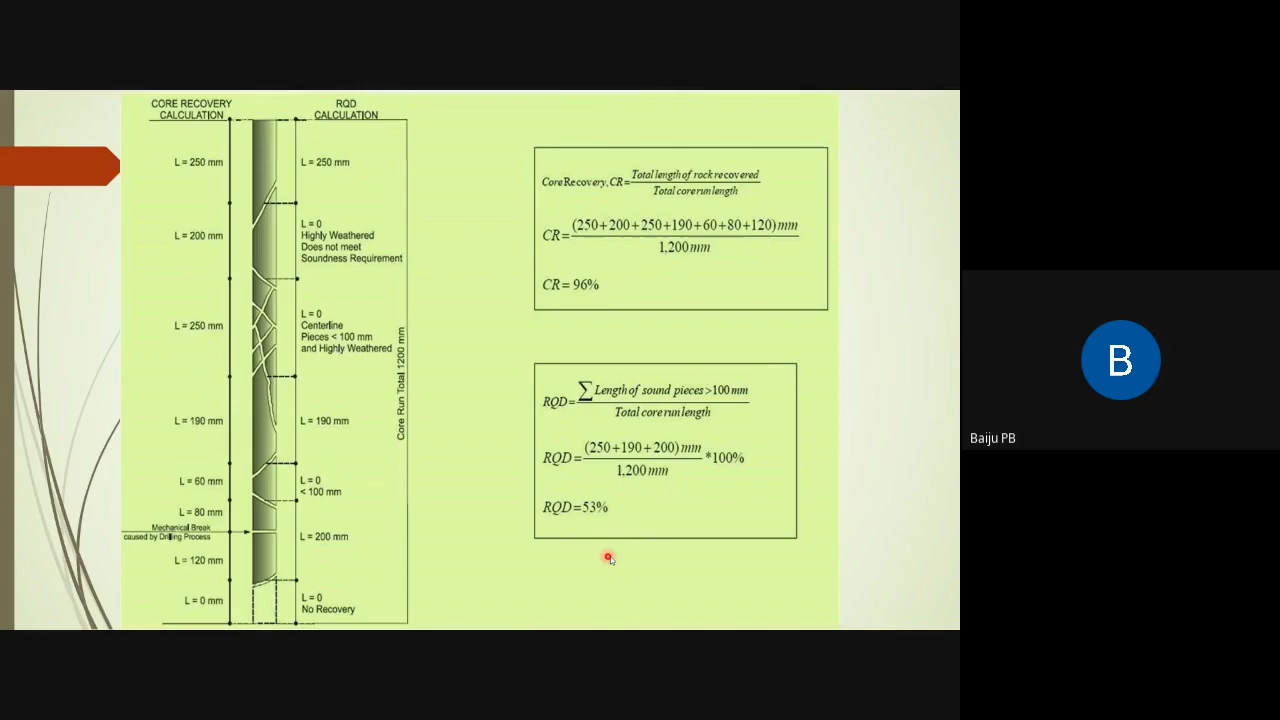 CORE RECOVERY
CALCULATION
RQD
CALCULATION
L = 250 mm
L = 250 mm
L = 200 mm
L = 0
Highly Weathered
Does not meet
Soundness Requirement
L = 250 mm
L = 0
Centerline
Pieces < 100 mm
and Highly Weathered
L = 190 mm
L = 190 mm
L = 60 mm
L = 0
< 100 mm
L = 80 mm
Mechanical Break
caused by Drilling Process
L = 200 mm
L = 120 mm
L = 0 mm
L = 0
No Recovery
Core Run Total 1200 mm
Core Recovery, CR = Total length of rock recovered
Total core run length
CR = (250+200+250+190+60+80+120) mm
1,200 mm
CR = 96%
RQD = ∑ Length of sound pieces > 100 mm
Total core run length
RQD = (250+190+200) mm *100%
1,200 mm
RQD = 53%
B
Baiju PB